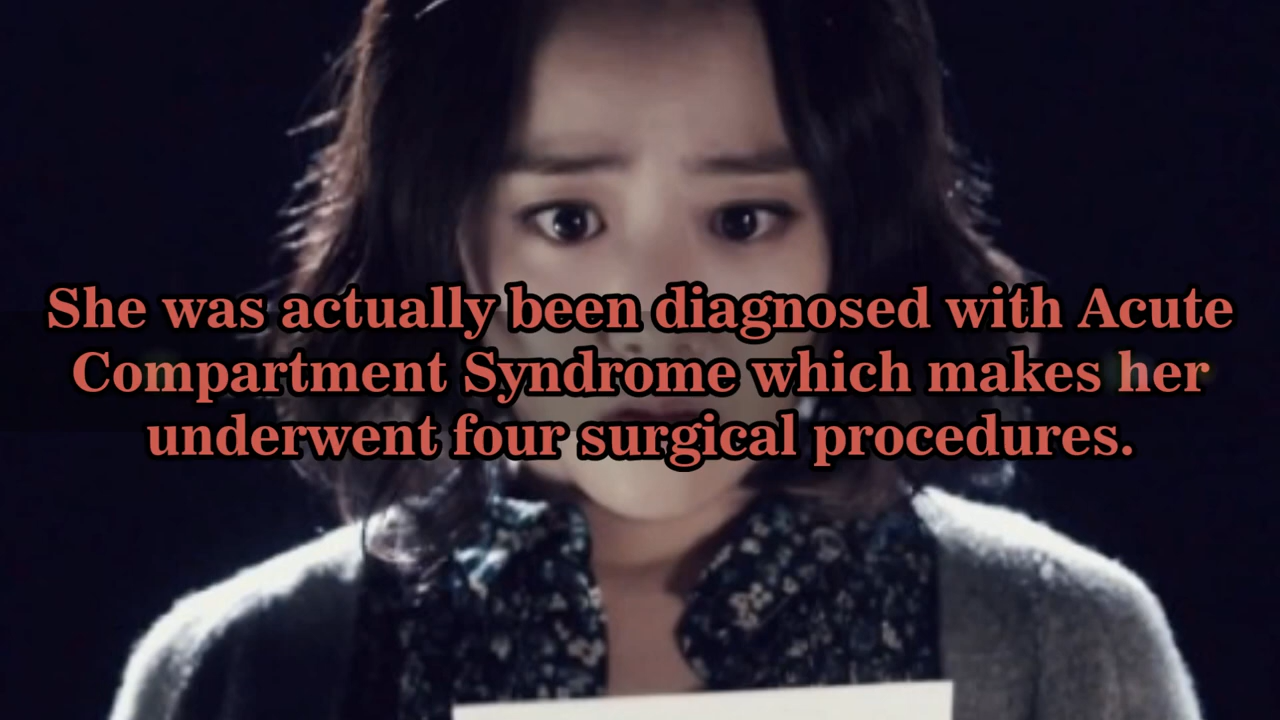 She was actually been diagnosed with Acute
Compartment Syndrome which makes her
underwent four surgical procedures.